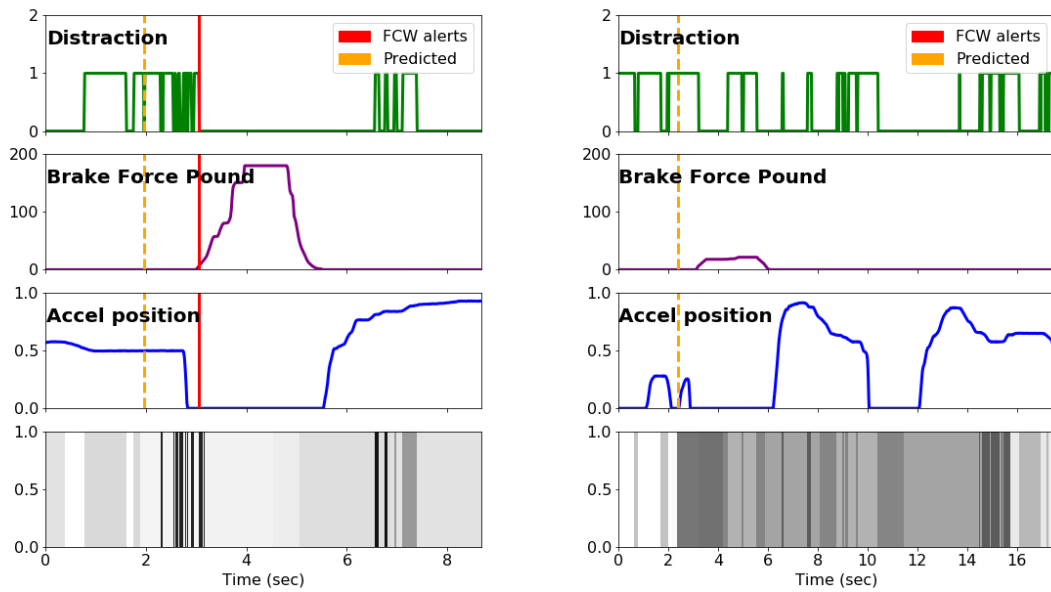 2
1
0
Distraction
FCW alerts
Predicted
200
100
0
Brake Force Pound
1.0
0.5
0.0
Accel position
1.0
0.5
0.0
0 2 4 6 8
Time (sec)
2
1
0
Distraction
FCW alerts
Predicted
200
100
0
Brake Force Pound
1.0
0.5
0.0
Accel position
1.0
0.5
0.0
0 2 4 6 8 10 12 14 16
Time (sec)